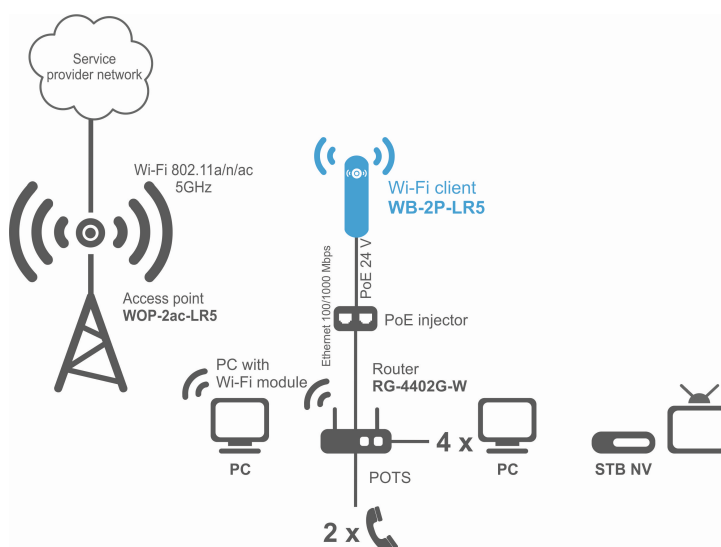 Service
provider network
Wi-Fi 802.11a/n/ac
5GHz
Access point
WOP-2ac-LR5
Wi-Fi client
WB-2P-LR5
Ethernet 100/1000 Mbps
PoE 24 V
PoE injector
PC with
Wi-Fi module
Router
RG-4402G-W
PC
4 x
PC
STB NV
POTS
2 x